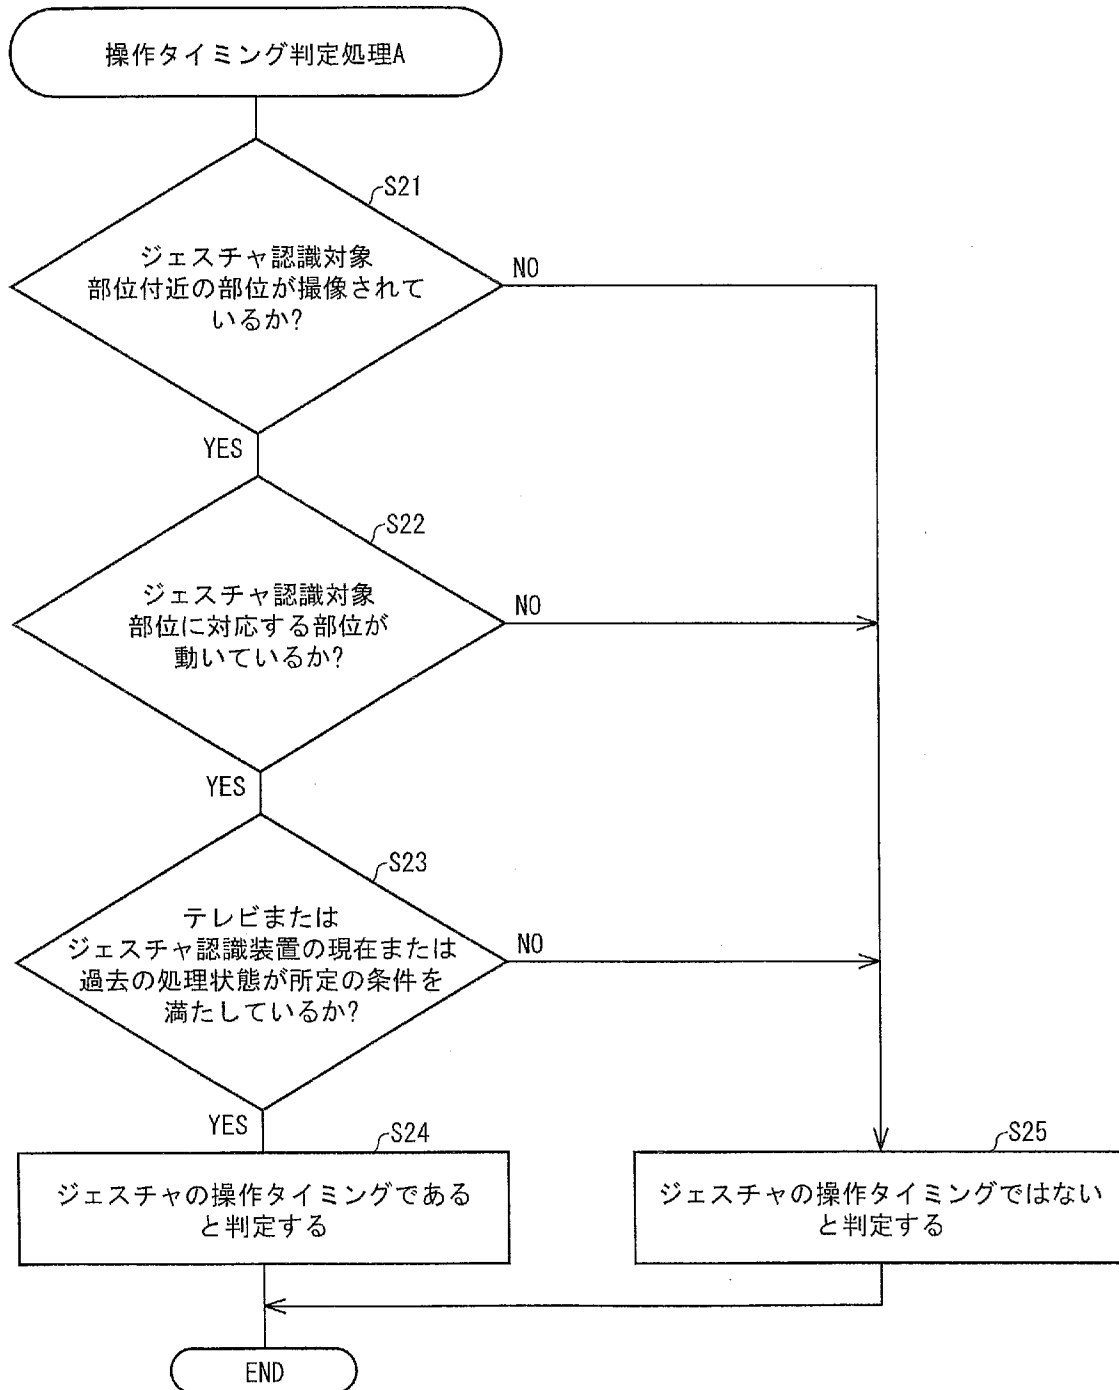 操作タイミング判定処理A
S21
ジェスチャ認識対象
部位付近の部位が撮像されて
いるか?
NO
YES
S22
ジェスチャ認識対象
部位に対応する部位が
動いているか?
NO
YES
S23
テレビまたは
ジェスチャ認識装置の現在または
過去の処理状態が所定の条件を
満たしているか?
NO
YES
S24
ジェスチャの操作タイミングである
と判定する
S25
ジェスチャの操作タイミングではない
と判定する
END